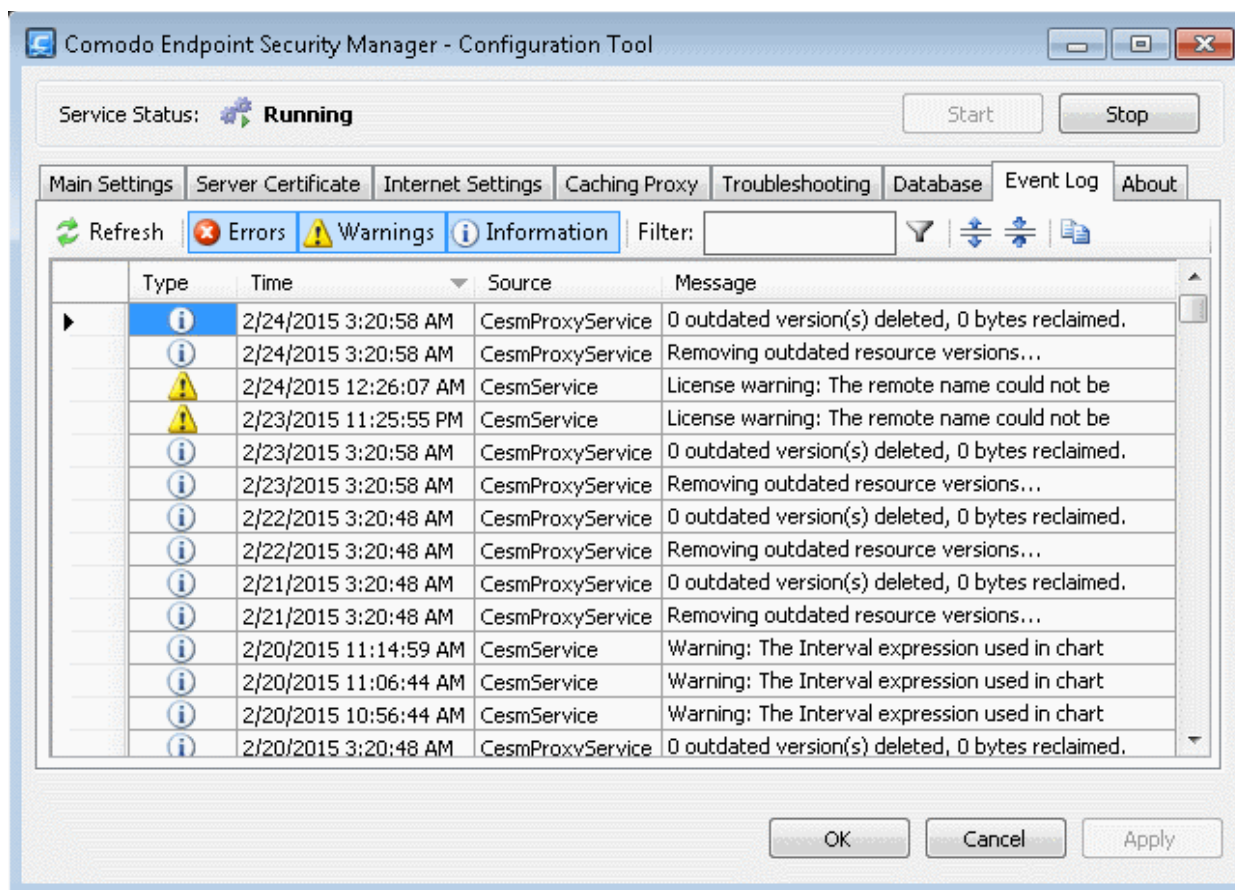 Comodo Endpoint Security Manager - Configuration Tool
Service Status: Running Start Stop
Main Settings Server Certificate Internet Settings Caching Proxy Troubleshooting Database Event Log About
Refresh Errors Warnings Information Filter:
Type Time Source Message
2/24/2015 3:20:58 AM CesmProxyService 0 outdated version(s) deleted, 0 bytes reclaimed.
2/24/2015 3:20:58 AM CesmProxyService Removing outdated resource versions...
2/24/2015 12:26:07 AM CesmService License warning: The remote name could not be
2/23/2015 11:25:55 PM CesmService License warning: The remote name could not be
2/23/2015 3:20:58 AM CesmProxyService 0 outdated version(s) deleted, 0 bytes reclaimed.
2/23/2015 3:20:58 AM CesmProxyService Removing outdated resource versions...
2/22/2015 3:20:48 AM CesmProxyService 0 outdated version(s) deleted, 0 bytes reclaimed.
2/22/2015 3:20:48 AM CesmProxyService Removing outdated resource versions...
2/21/2015 3:20:48 AM CesmProxyService 0 outdated version(s) deleted, 0 bytes reclaimed.
2/21/2015 3:20:48 AM CesmProxyService Removing outdated resource versions...
2/20/2015 11:14:59 AM CesmService Warning: The Interval expression used in chart
2/20/2015 11:06:44 AM CesmService Warning: The Interval expression used in chart
2/20/2015 10:56:44 AM CesmService Warning: The Interval expression used in chart
2/20/2015 3:20:48 AM CesmProxyService 0 outdated version(s) deleted, 0 bytes reclaimed.
OK Cancel Apply